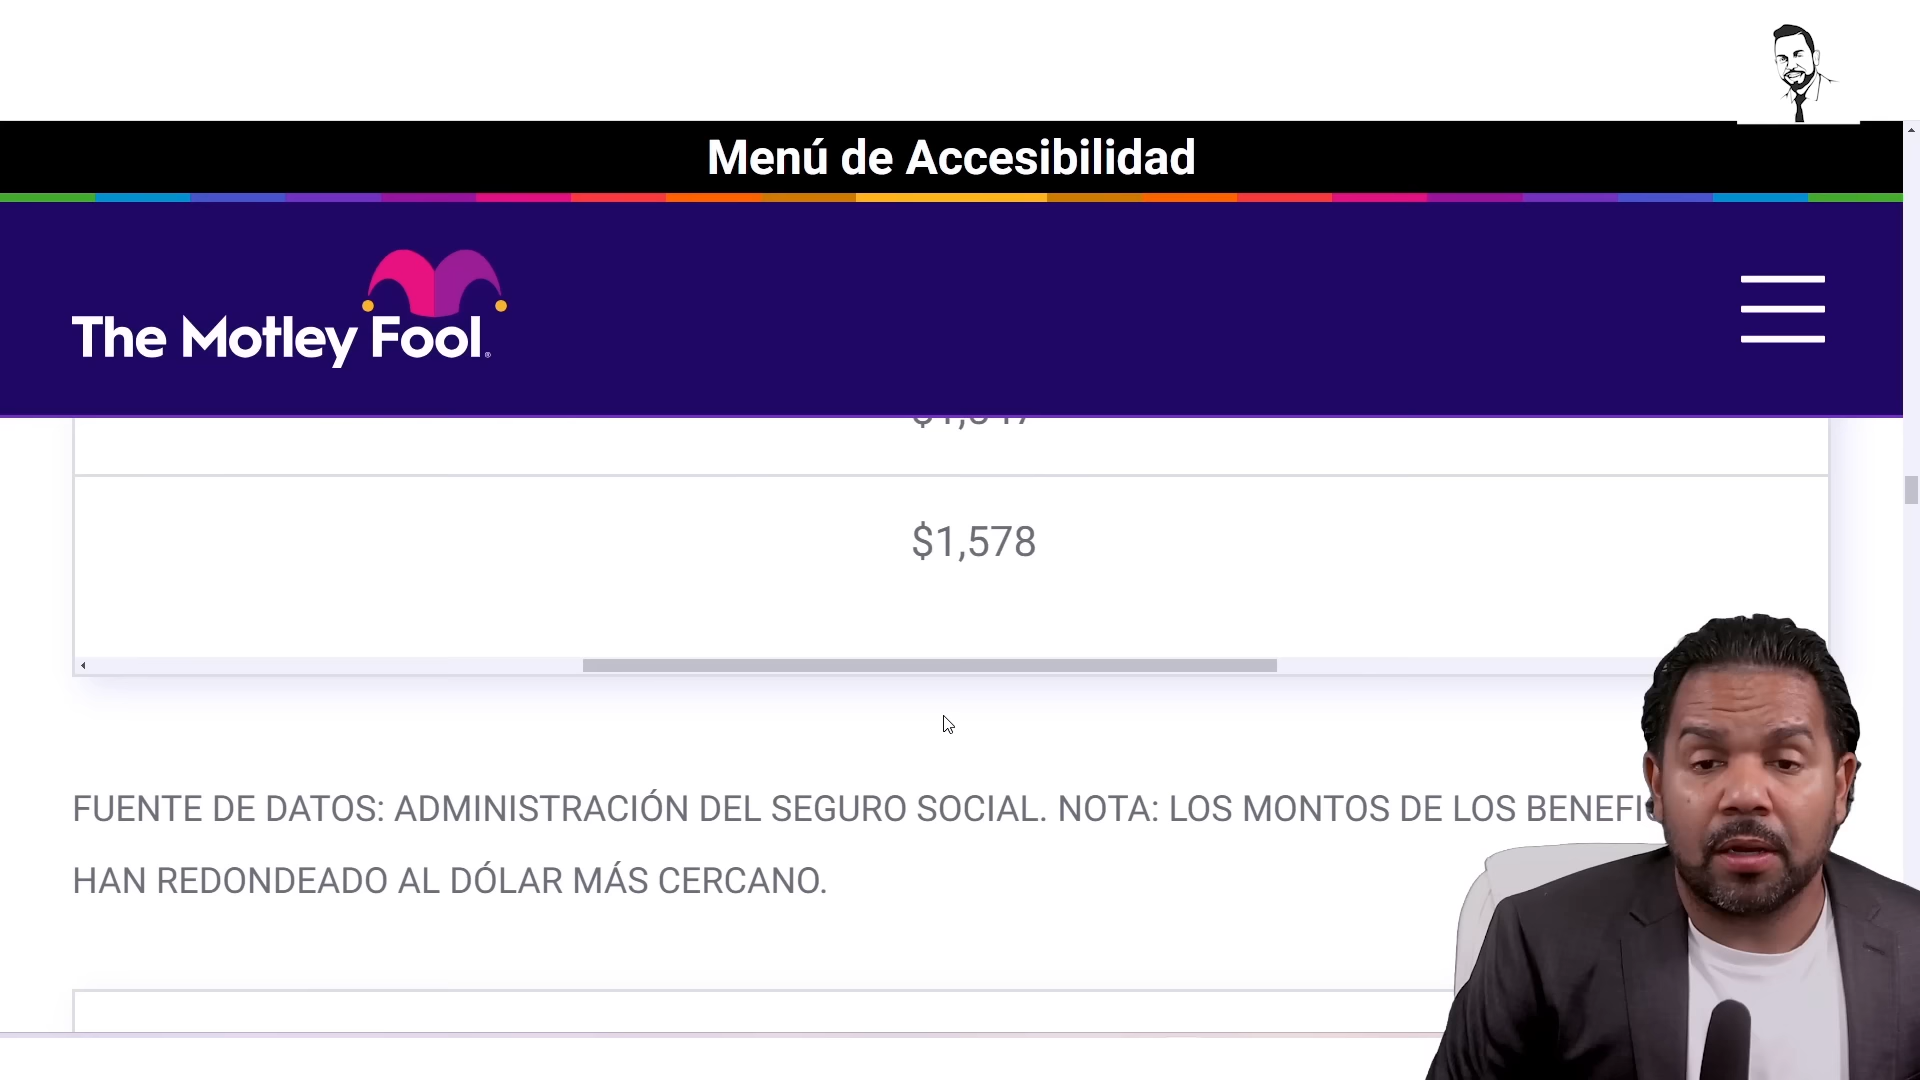 Menú de Accesibilidad
The Motley Fool®
$1,578
FUENTE DE DATOS: ADMINISTRACIÓN DEL SEGURO SOCIAL. NOTA: LOS MONTOS DE LOS
HAN REDONDEADO AL DÓLAR MÁS CERCANO.